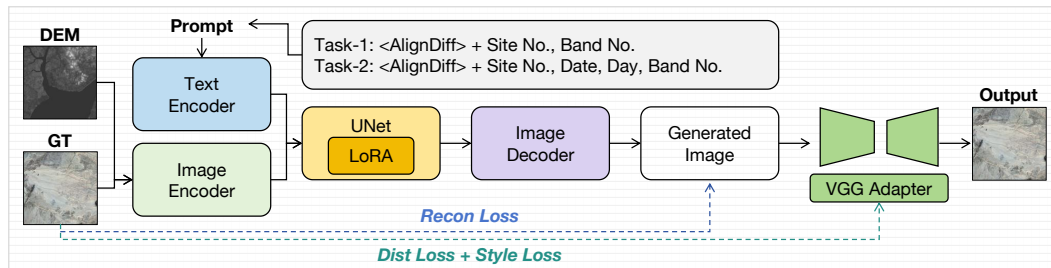 DEM
Prompt
Task-1: <AlignDiff> + Site No., Band No.
Task-2: <AlignDiff> + Site No., Date, Day, Band No.
Text
Encoder
GT
Image
Encoder
UNet
LoRA
Image
Decoder
Generated
Image
VGG Adapter
Output
Recon Loss
Dist Loss + Style Loss